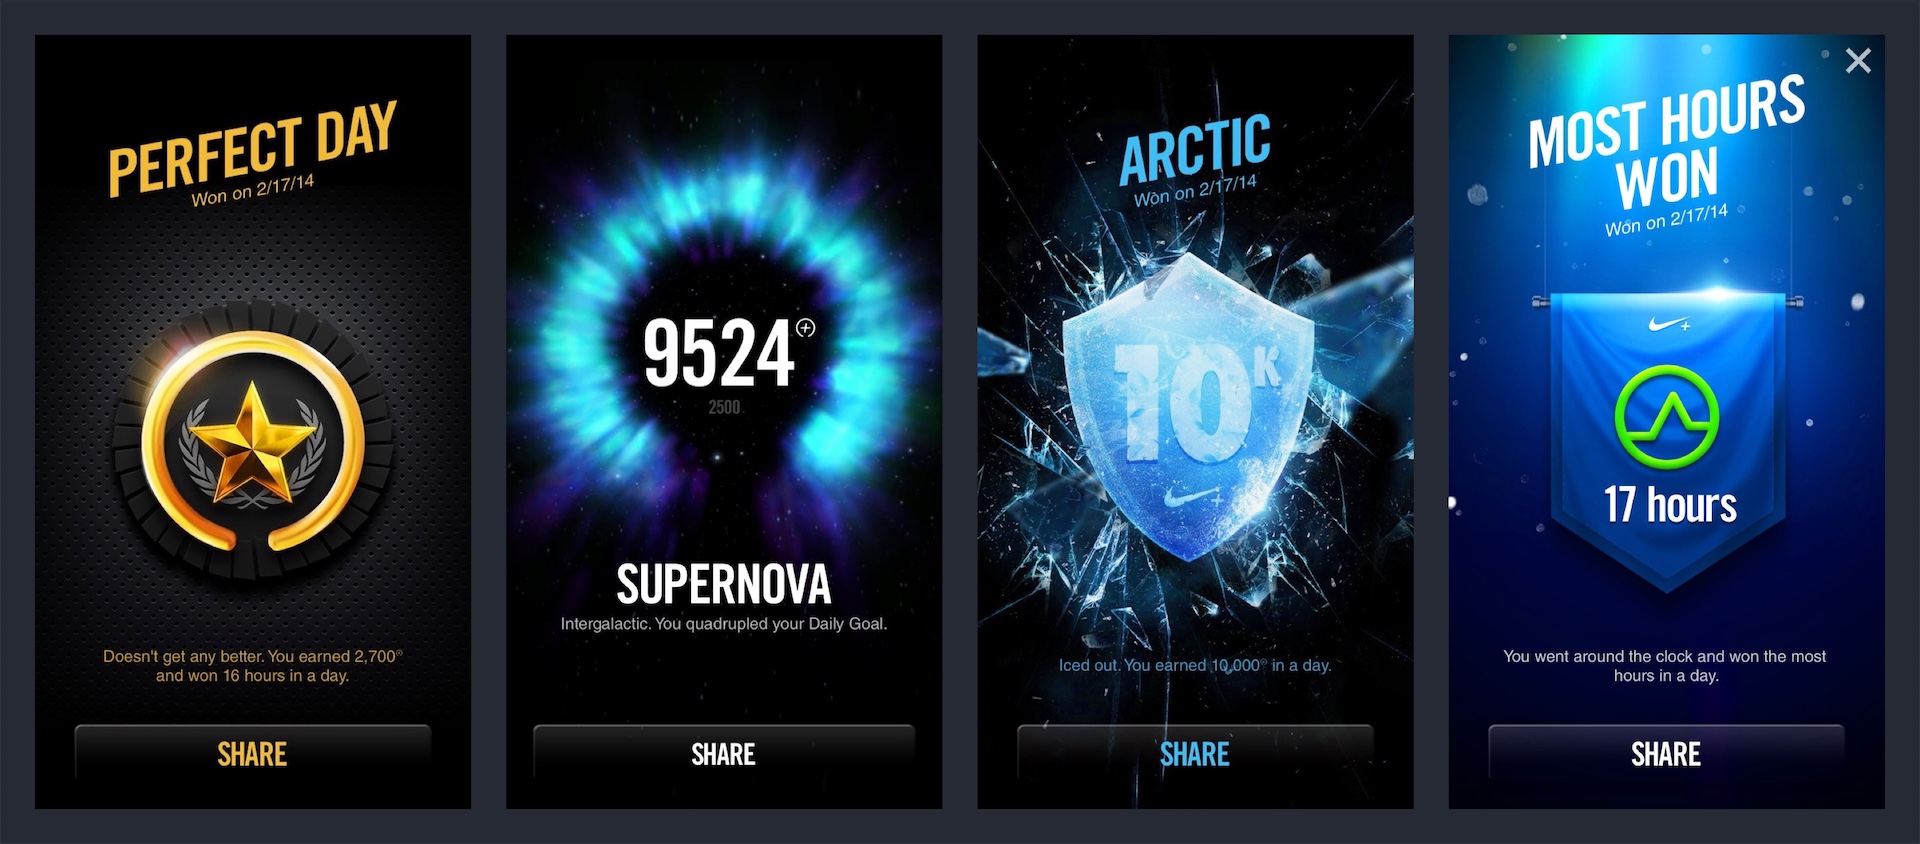 PERFECT DAY
Won on 2/17/14
Doesn't get any better. You earned 2,700
and won 16 hours in a day.
SHARE
9524
2500
SUPERNOVA
Intergalactic. You quadrupled your Daily Goal.
SHARE
ARCTIC
Won on 2/17/14
10K
Iced out. You earned 10,000 in a day.
SHARE
MOST HOURS
WON
Won on 2/17/14
17 hours
You went around the clock and won the most
hours in a day.
SHARE